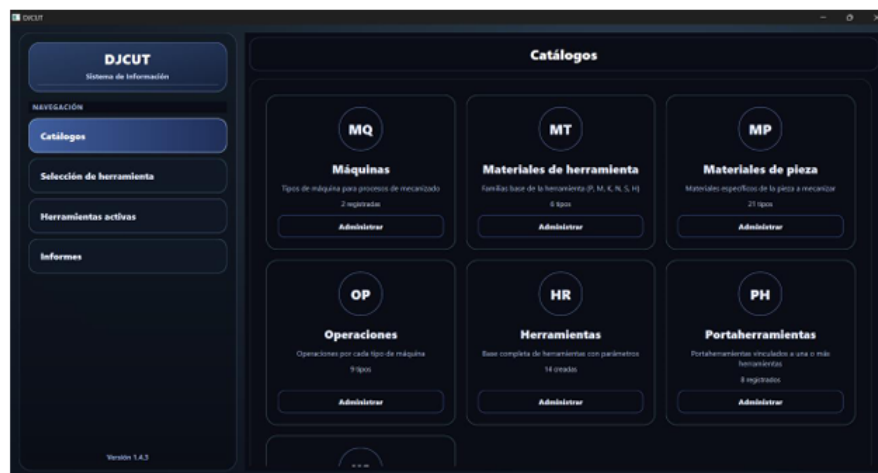 DJCUT
DJCUT
Sistema de Información
NAVEGACIÓN
Catálogos
Selección de herramienta
Herramientas activas
Informes
Versión 1.4.3
Catálogos
MQ
Máquinas
Tipos de máquina para procesos de mecanizado
2 registradas
Administrar
MT
Materiales de herramienta
Familias base de la herramienta (P, M, K, N, S, H)
6 tipos
Administrar
MP
Materiales de pieza
Materiales específicos de la pieza a mecanizar
21 tipos
Administrar
OP
Operaciones
Operaciones por cada tipo de máquina
9 tipos
Administrar
HR
Herramientas
Base completa de herramientas con parámetros
14 creadas
Administrar
PH
Portaherramientas
Portaherramientas vinculados a una o más
herramientas
8 registrados
Administrar